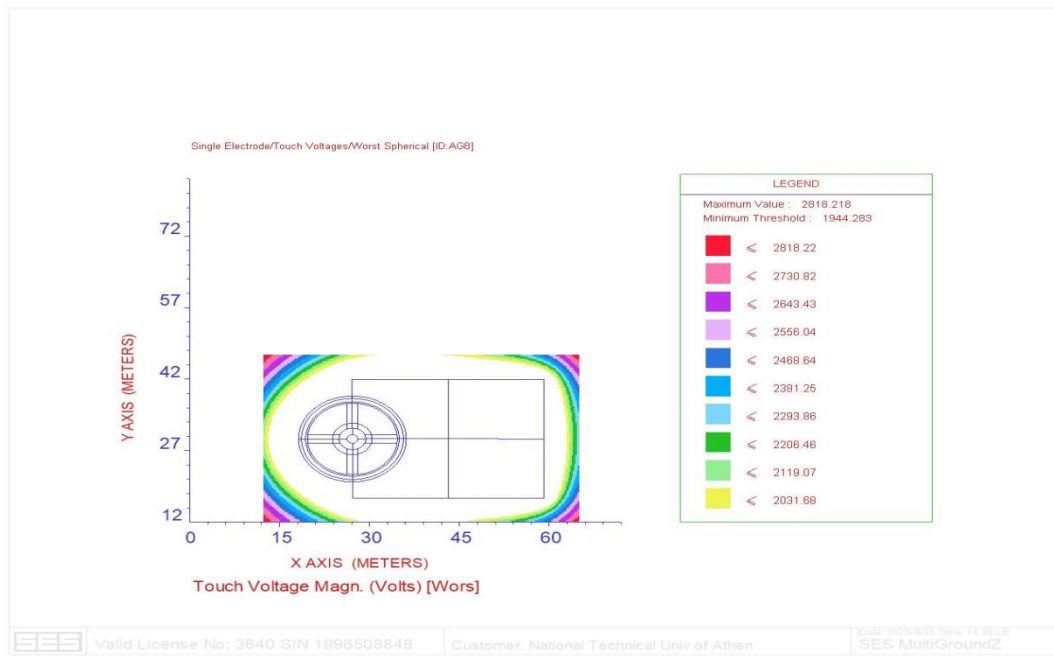 Single Electrode/Touch Voltages/Worst Spherical [ID:AG8]
LEGEND
Maximum Value : 2818.218
Minimum Threshold : 1944.283
≤ 2818.22
≤ 2730.82
≤ 2643.43
≤ 2556.04
≤ 2468.64
≤ 2381.25
≤ 2293.86
≤ 2206.46
≤ 2119.07
≤ 2031.68
Y AXIS (METERS)
72
57
42
27
12
0 15 30 45 60
X AXIS (METERS)
Touch Voltage Magn. (Volts) [Wors]
SES Valid License No: 3640 S/N 1996508848
Customer: National Technical Univ of Athen
SES MultiGroundZ